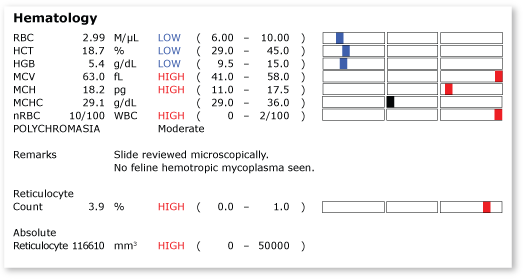 Hematology
RBC 2.99 M/µL LOW ( 6.00 – 10.00 )
HCT 18.7 % LOW ( 29.0 – 45.0 )
HGB 5.4 g/dL LOW ( 9.5 – 15.0 )
MCV 63.0 fL HIGH ( 41.0 – 58.0 )
MCH 18.2 pg HIGH ( 11.0 – 17.5 )
MCHC 29.1 g/dL ( 29.0 – 36.0 )
nRBC 10/100 WBC HIGH ( 0 – 2/100 )
POLYCHROMASIA Moderate
Remarks Slide reviewed microscopically.
No feline hemotropic mycoplasma seen.
Reticulocyte
Count 3.9 % HIGH ( 0.0 – 1.0 )
Absolute
Reticulocyte 116610 mm³ HIGH ( 0 – 50000 )